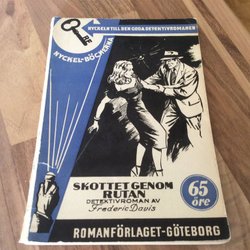 NYCKELN TILL DEN GODA DETEKTIVROMANEN
NYCKEL-BÖCKERNA
SKOTTET GENOM
RUTAN
DETEKTIVROMAN AV
Frederic Davis
65
öre
ROMANFÖRLAGET-GÖTEBORG